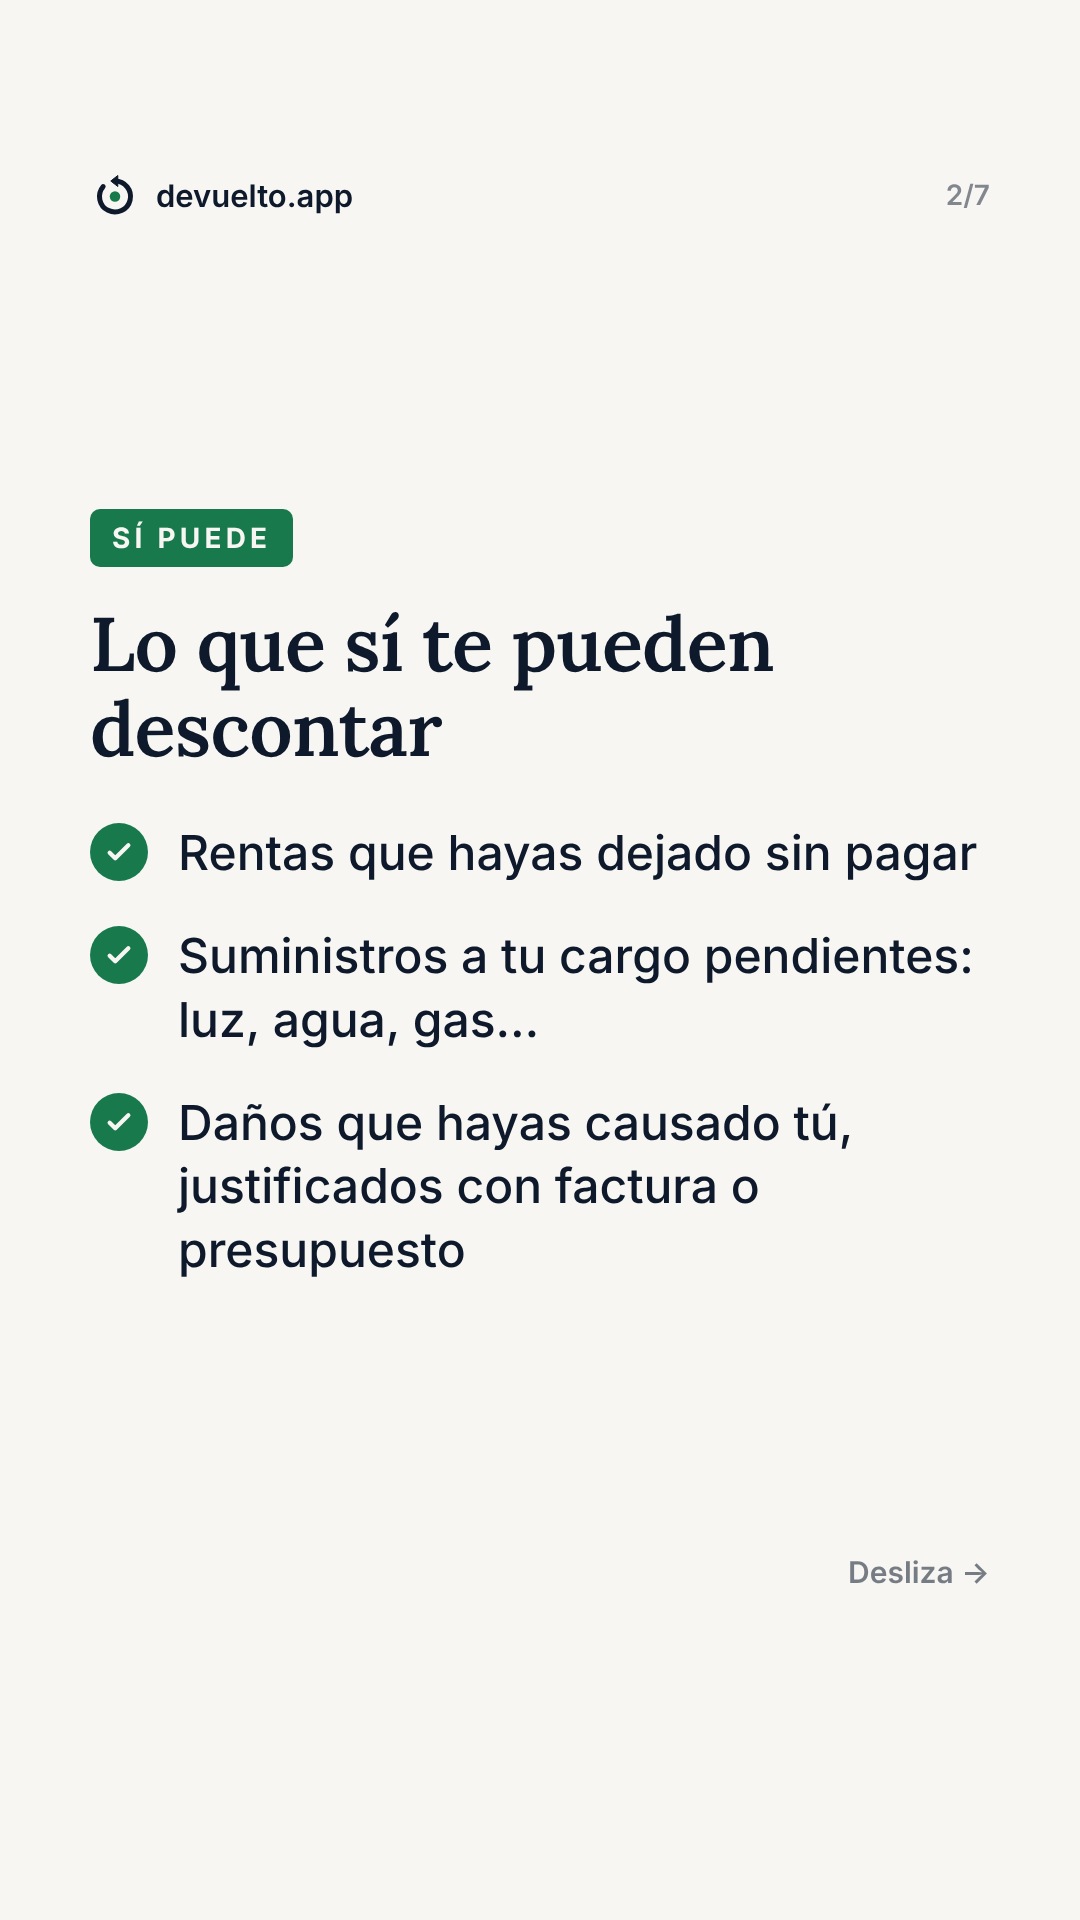 devuelto.app
2/7
SÍ PUEDE
Lo que sí te pueden
descontar
Rentas que hayas dejado sin pagar
Suministros a tu cargo pendientes:
luz, agua, gas...
Daños que hayas causado tú,
justificados con factura o
presupuesto
Desliza →